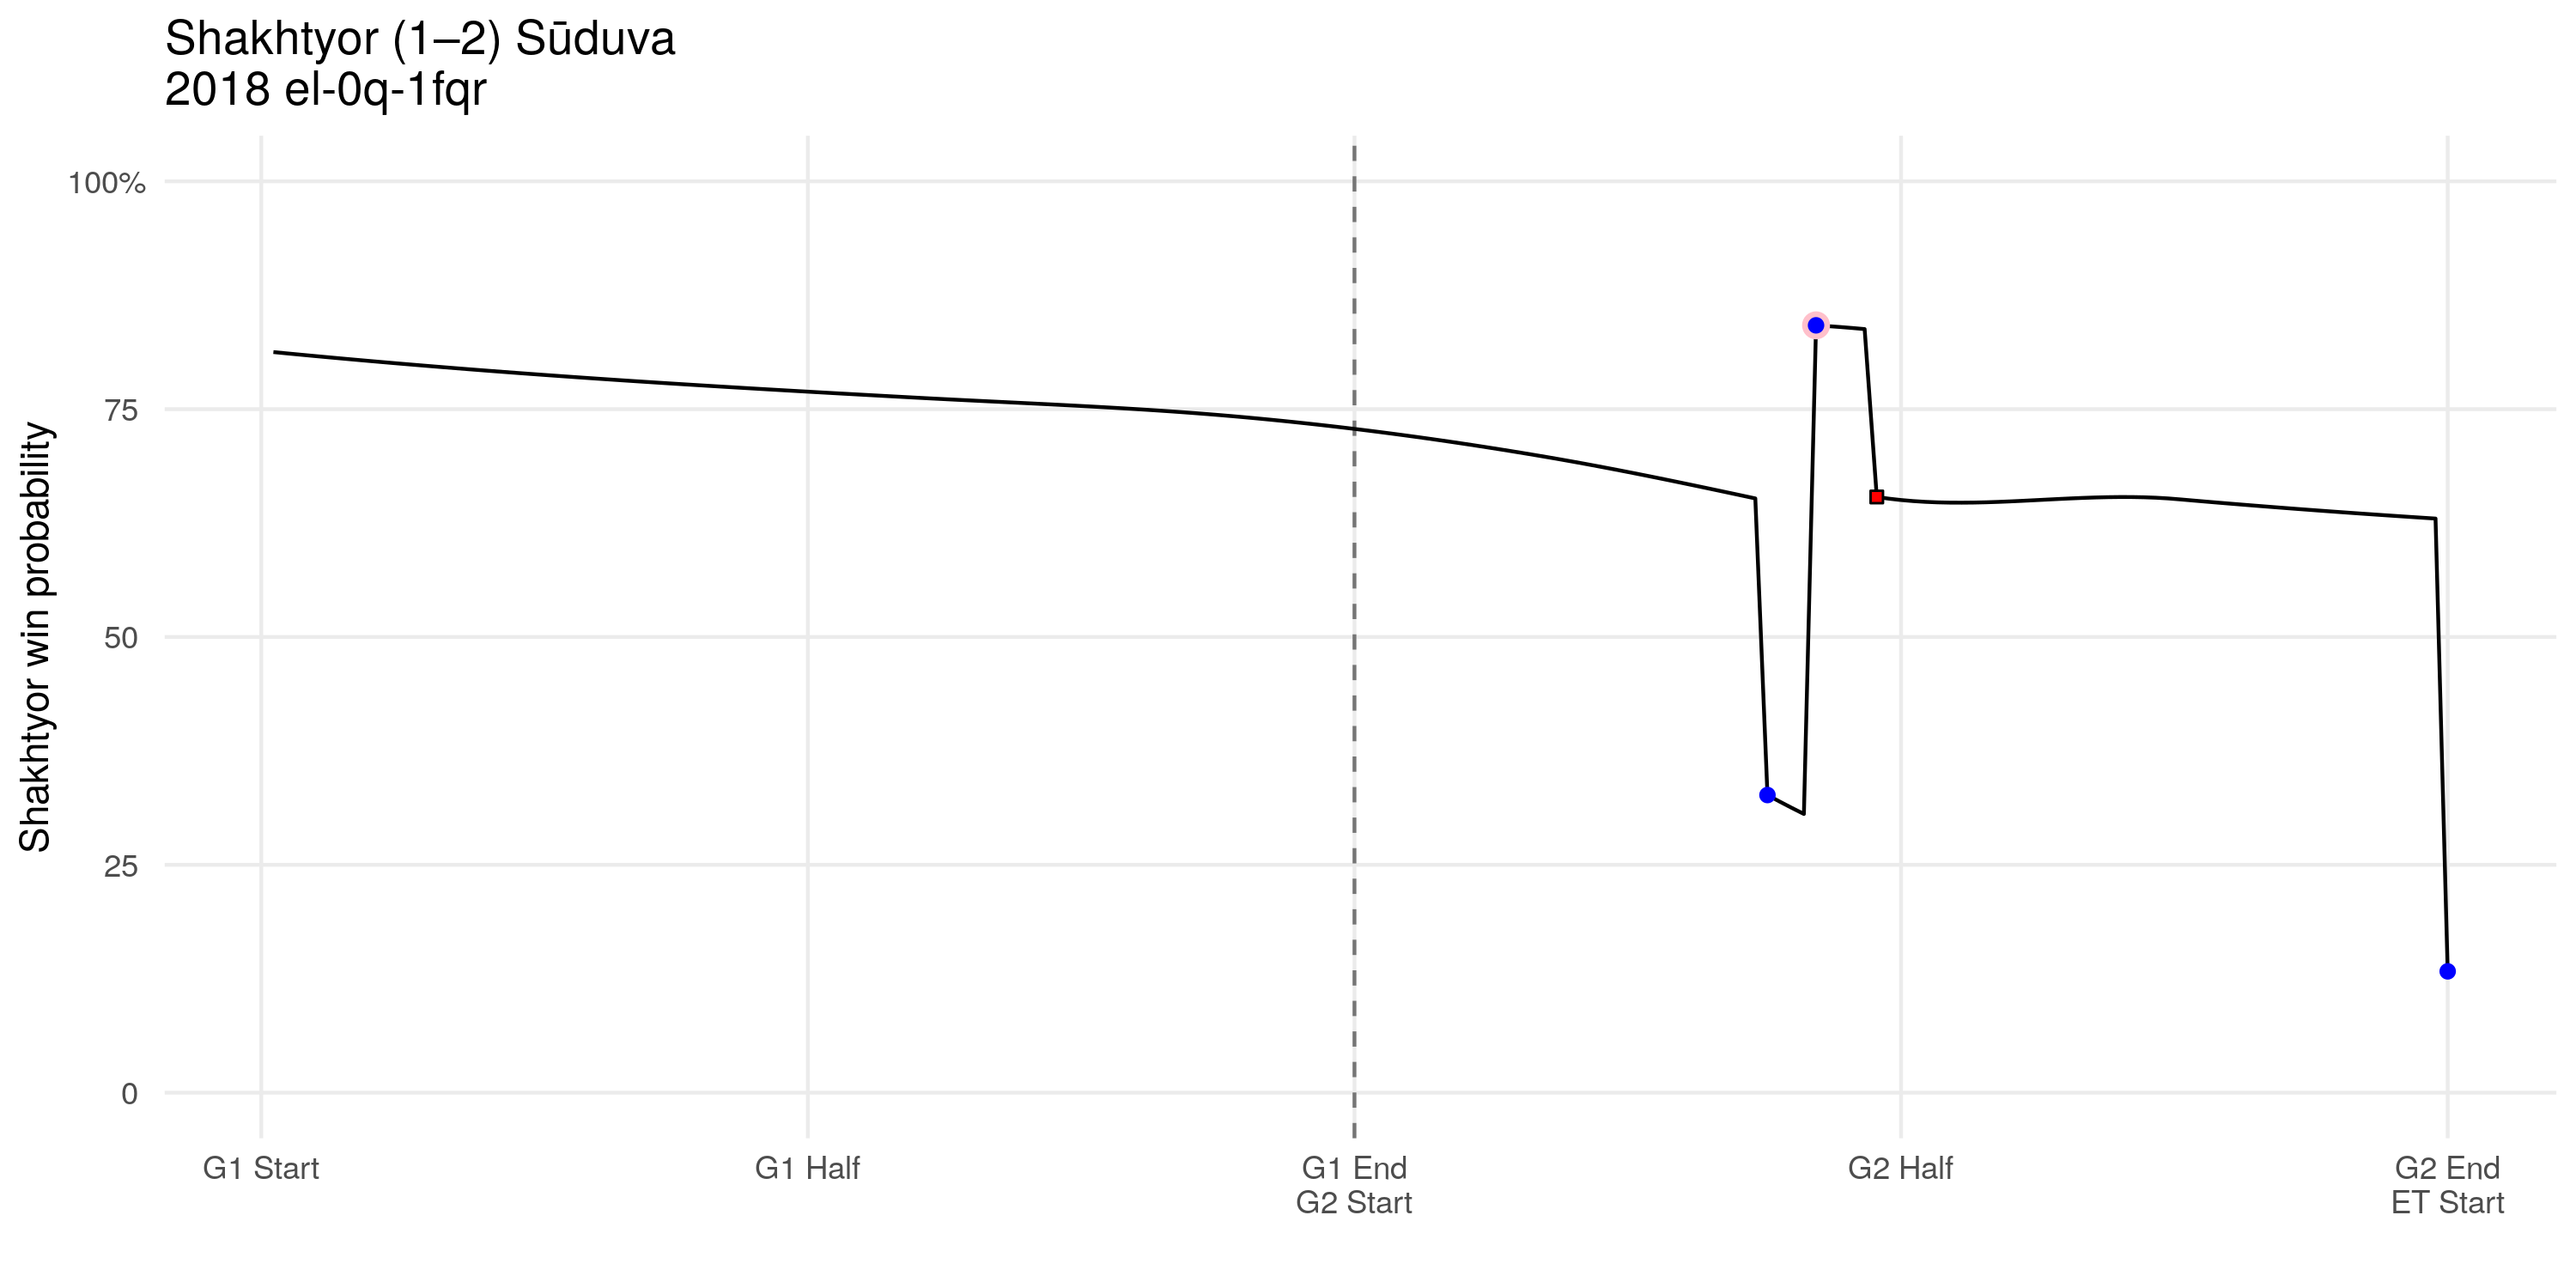 Shakhtyor (1–2) Sūduva
2018 el-0q-1fqr
Shakhtyor win probability
100%
75
50
25
0
G1 Start
G1 Half
G1 End
G2 Start
G2 Half
G2 End
ET Start